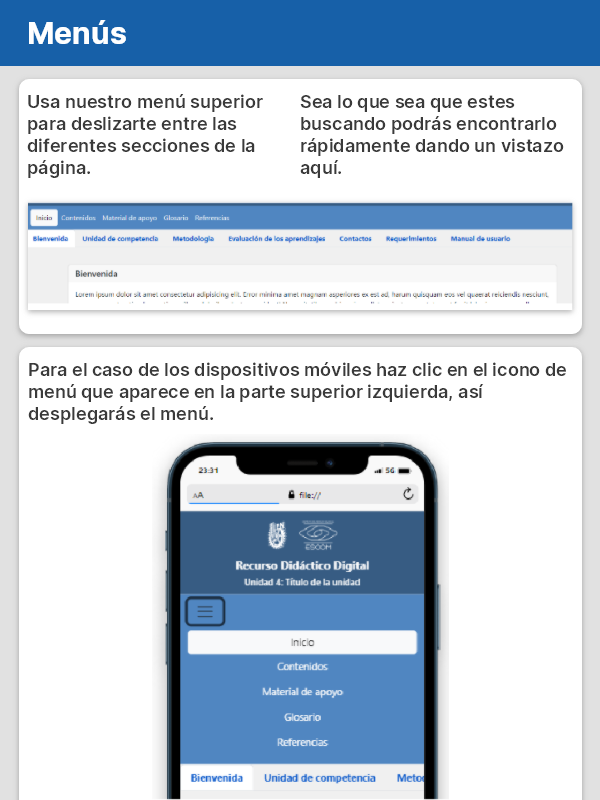 Menús
Usa nuestro menú superior
para deslizarte entre las
diferentes secciones de la
página.
Sea lo que sea que estes
buscando podrás encontrarlo
rápidamente dando un vistazo
aquí.
Inicio Contenidos Material de apoyo Glosario Referencias
Bienvenida Unidad de competencia Metodología Evaluación de los aprendizajes Contactos Requerimientos Manual de usuario
Bienvenida
Lorem ipsum dolor sit amet consectetur adipisicing elit. Error minima amet magnam asperiores ex est ad, harum quisquam eos vel quaerat reiciendis nesciunt,
Para el caso de los dispositivos móviles haz clic en el icono de
menú que aparece en la parte superior izquierda, así
desplegarás el menú.
23:31 5G
AA file://
ESCOM
Recurso Didáctico Digital
Unidad 4: Título de la unidad
Inicio
Contenidos
Material de apoyo
Glosario
Referencias
Bienvenida Unidad de competencia Metoc